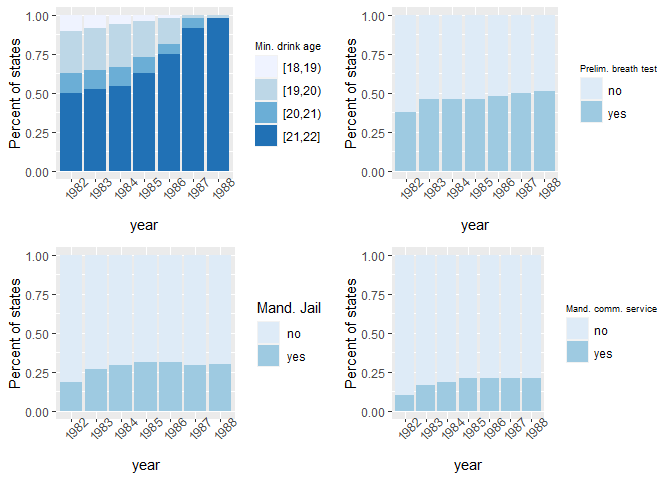 Percent of states
1.00
0.75
0.50
0.25
0.00
1982 1983 1984 1985 1986 1987 1988
year
Min. drink age
[18,19)
[19,20)
[20,21)
[21,22]
Percent of states
1.00
0.75
0.50
0.25
0.00
1982 1983 1984 1985 1986 1987 1988
year
Prelim. breath test
no
yes
Percent of states
1.00
0.75
0.50
0.25
0.00
1982 1983 1984 1985 1986 1987 1988
year
Mand. Jail
no
yes
Percent of states
1.00
0.75
0.50
0.25
0.00
1982 1983 1984 1985 1986 1987 1988
year
Mand. comm. service
no
yes